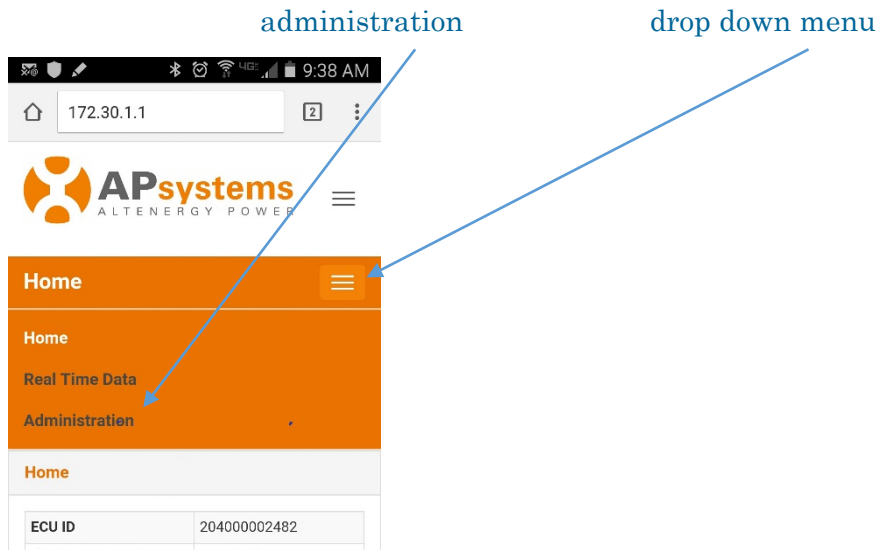 administration drop down menu
4G 9:38 AM
172.30.1.1 2
APsystems
ALTENERGY POWER
Home
Home
Real Time Data
Administration
Home
ECU ID 204000002482